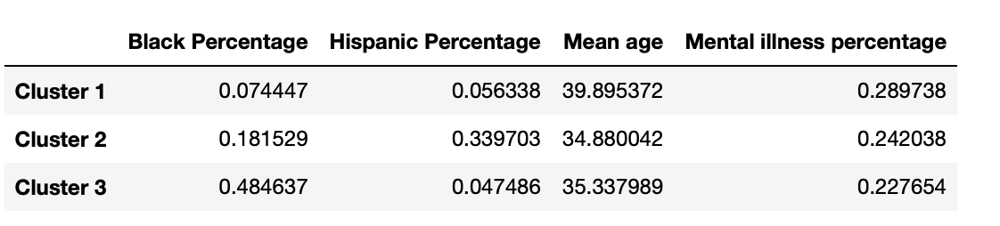 Black Percentage Hispanic Percentage Mean age Mental illness percentage
Cluster 1 0.074447 0.056338 39.895372 0.289738
Cluster 2 0.181529 0.339703 34.880042 0.242038
Cluster 3 0.484637 0.047486 35.337989 0.227654